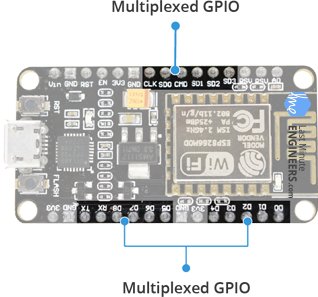 Multiplexed GPIO
Vin GND RST EN 3V3 GND CLK SD0 CMD SD1 SD2 SD3 RSV RSV A0
RST
Last Minute
ENGINEERS.com
MODEL
VENDOR
ESP8266MOD
ISM 2.4GHz
PA +25dBm
802.11b/g/n
Wi Fi
FC
FLASH
3V3 GND TX RX D8 D7 D6 D5 GND 3V3 D4 D3 D2 D1 D0
Multiplexed GPIO